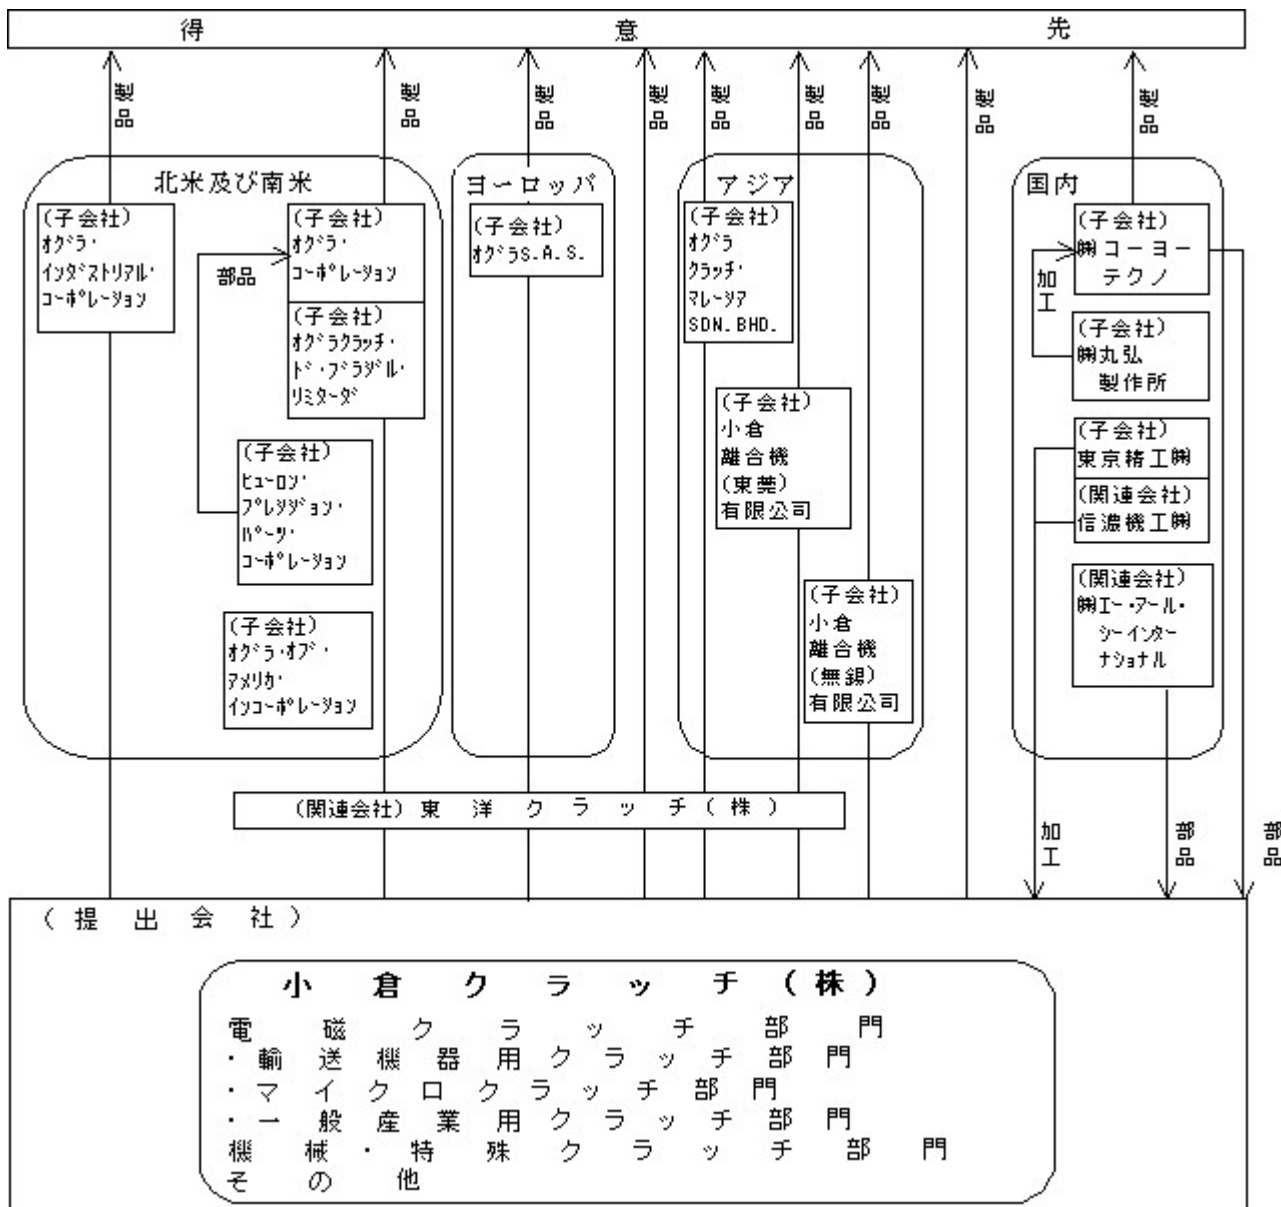 得意先
製品
製品
製品
製品
製品
製品
製品
製品
製品
北米及び南米
(子会社)
ｵｸﾞﾗ･
ｲﾝﾀﾞｽﾄﾘｱﾙ･
ｺｰﾎﾟﾚｰｼｮﾝ
部品
(子会社)
ｵｸﾞﾗ･
ｺｰﾎﾟﾚｰｼｮﾝ
(子会社)
ｵｸﾞﾗｸﾗｯﾁ･
ﾄﾞ･ﾌﾞﾗｼﾞﾙ･
ﾘﾐﾀｰﾀﾞ
(子会社)
ﾋｭｰﾛﾝ･
ﾌﾟﾚｼｼﾞｮﾝ･
ﾊﾟｰﾂ･
ｺｰﾎﾟﾚｰｼｮﾝ
(子会社)
ｵｸﾞﾗ･ｵﾌﾞ･
ｱﾒﾘｶ･
ｲﾝｺｰﾎﾟﾚｰｼｮﾝ
ヨーロッパ
(子会社)
ｵｸﾞﾗS.A.S.
アジア
(子会社)
ｵｸﾞﾗ
ｸﾗｯﾁ･
ﾏﾚｰｼｱ
SDN.BHD.
(子会社)
小倉
離合機
(東莞)
有限公司
(子会社)
小倉
離合機
(無錫)
有限公司
国内
(子会社)
㈱コーヨー
テクノ
加工
(子会社)
㈱丸弘
製作所
(子会社)
東京精工㈱
(関連会社)
信濃機工㈱
(関連会社)
㈱ｴｰ･ｱｰﾙ･
ｼｰｲﾝﾀｰ
ﾅｼｮﾅﾙ
(関連会社)東洋クラッチ(株)
加工
部品
部品
(提出会社)
小倉クラッチ(株)
電磁クラッチ部門
・輸送機器用クラッチ部門
・マイクロクラッチ部門
・一般産業用クラッチ部門
機械・特殊クラッチ部門
その他